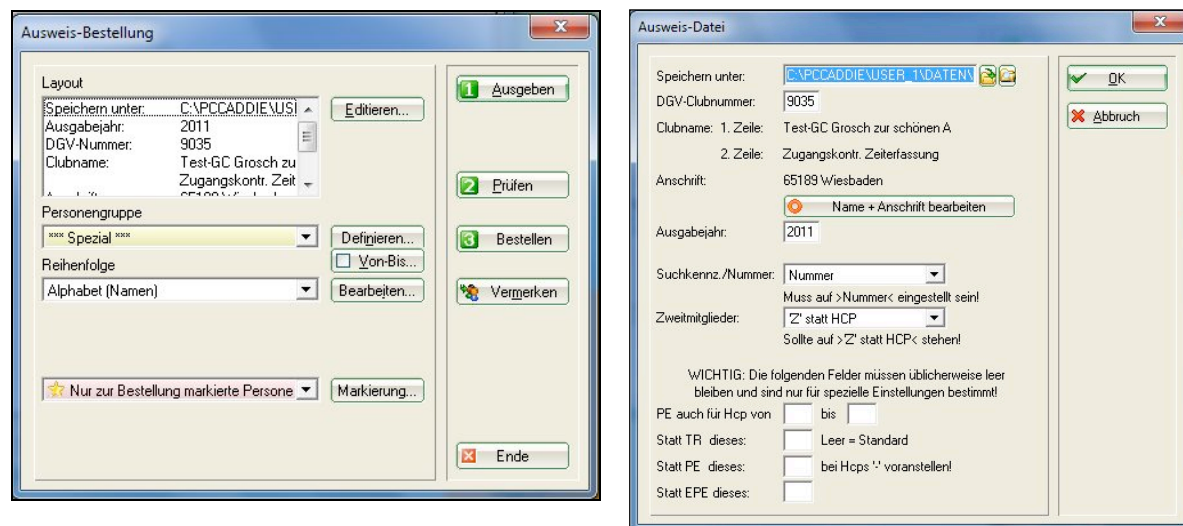 Ausweis-Bestellung
Layout
Speichern unter: C:\PCCADDIE\USI
Ausgabejahr: 2011
DGV-Nummer: 9035
Clubname: Test-GC Grosch zu
Zugangskontr. Zeit
Editieren...
Personengruppe
*** Spezial ***
Definieren...
Von-Bis...
Reihenfolge
Alphabet (Namen)
Bearbeiten...
Nur zur Bestellung markierte Persone
Markierung...
1 Ausgeben
2 Prüfen
3 Bestellen
Vermerken
Ende
Ausweis-Datei
Speichern unter: C:\PCCADDIE\USER_1\DATEN\
DGV-Clubnummer: 9035
Clubname: 1. Zeile: Test-GC Grosch zur schönen A
2. Zeile: Zugangskontr. Zeiterfassung
Anschrift: 65189 Wiesbaden
Name + Anschrift bearbeiten
Ausgabejahr: 2011
Suchkennz./Nummer: Nummer
Muss auf >Nummer< eingestellt sein!
Zweitmitglieder: 'Z' statt HCP
Sollte auf >'Z' statt HCP< stehen!
WICHTIG: Die folgenden Felder müssen üblicherweise leer
bleiben und sind nur für spezielle Einstellungen bestimmt!
PE auch für Hcp von bis
Statt TR dieses: Leer = Standard
Statt PE dieses: bei Hcps '-' voranstellen!
Statt EPE dieses:
OK
Abbruch